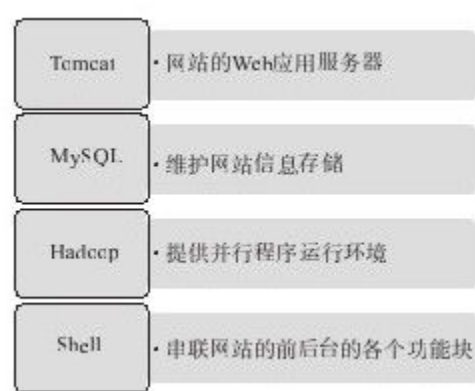 Tomcat
·网站的Web应用服务器
MySQL
·维护网站信息存储
Hadoop
·提供并行程序运行环境
Shell
·串联网站的前后台的各个功能块